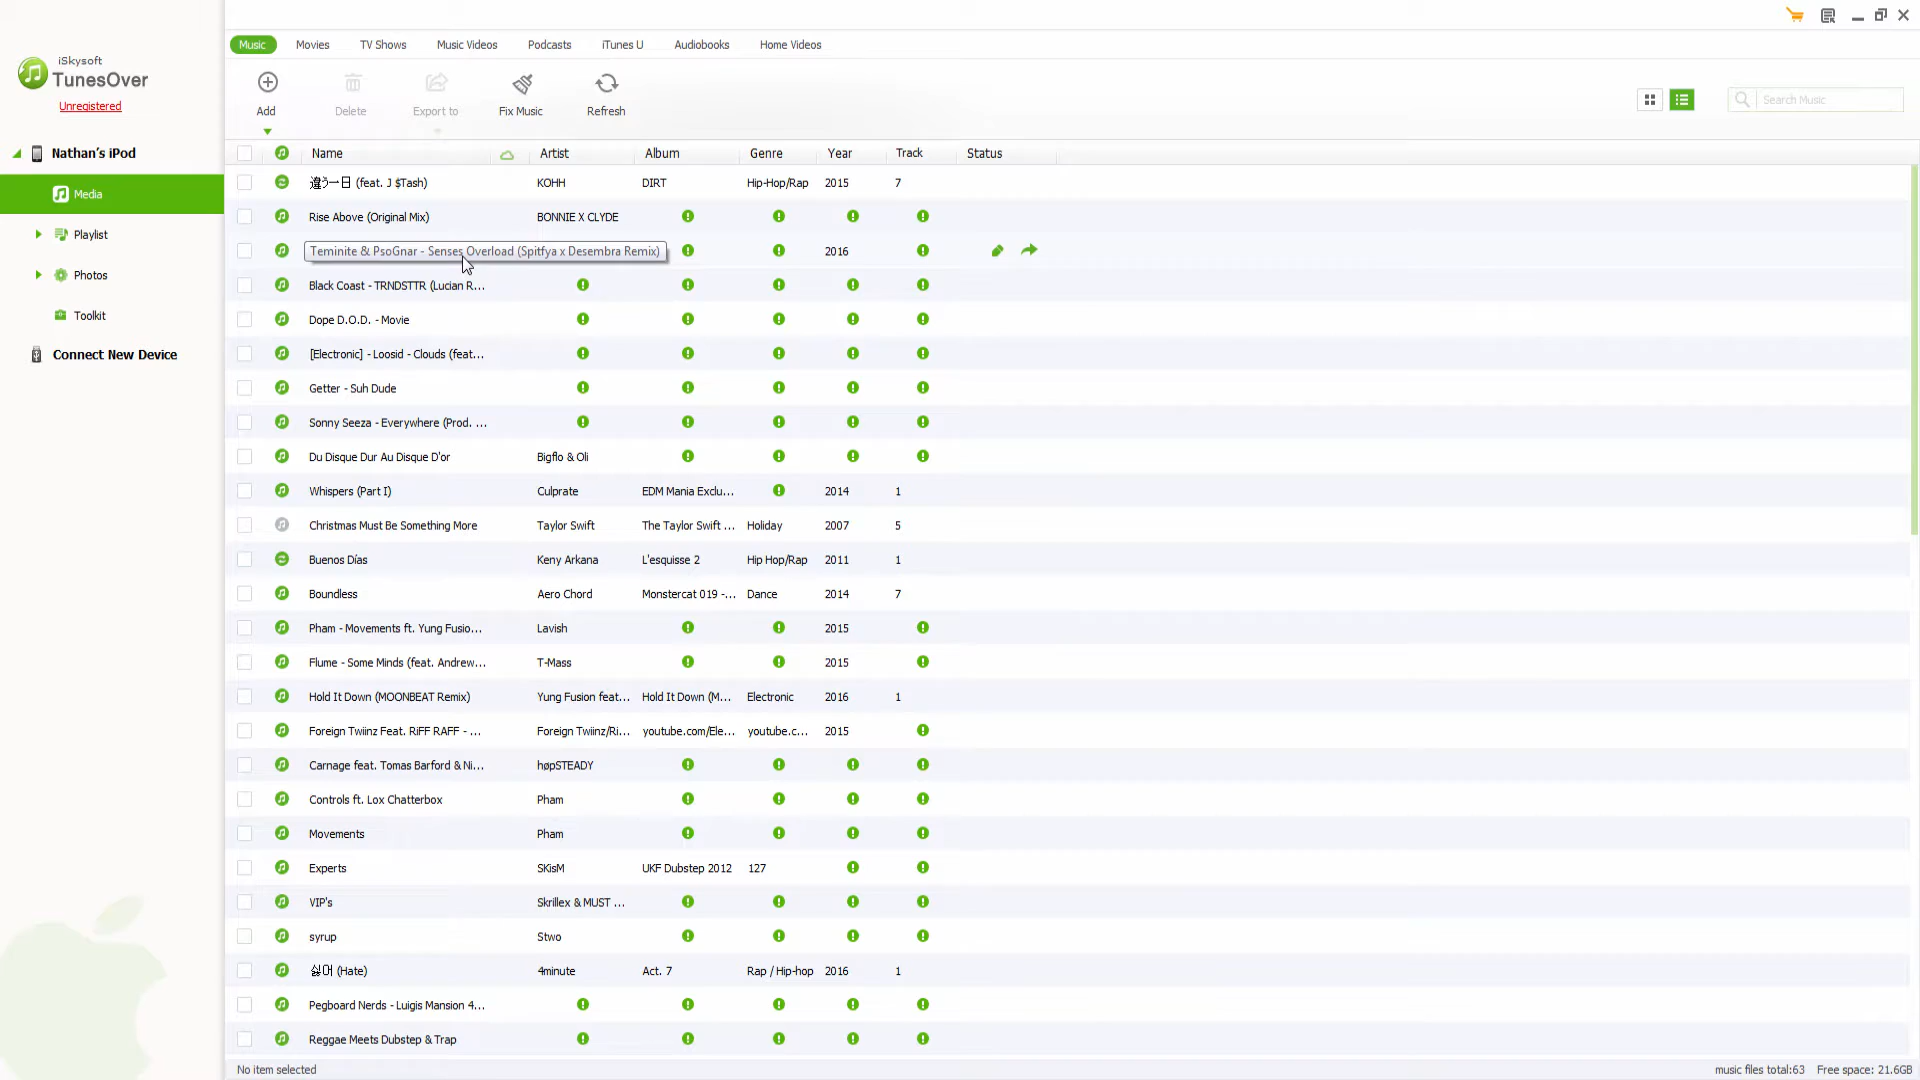 iSkysoft
TunesOver
Unregistered
Nathan's iPod
Media
Playlist
Photos
Toolkit
Connect New Device
Music Movies TV Shows Music Videos Podcasts iTunes U Audiobooks Home Videos
Add Delete Export to Fix Music Refresh
Search Music
Name Artist Album Genre Year Track Status
違う一日 (feat. J $Tash) KOHH DIRT Hip-Hop/Rap 2015 7
Rise Above (Original Mix) BONNIE X CLYDE
Teminite & PsoGnar - Senses Overload (Spitfya x Desembra Remix) 2016
Black Coast - TRNDSTTR (Lucian R...
Dope D.O.D. - Movie
[Electronic] - Loosid - Clouds (feat...
Getter - Suh Dude
Sonny Seeza - Everywhere (Prod. ...
Du Disque Dur Au Disque D'or Bigflo & Oli
Whispers (Part I) Culprate EDM Mania Exclu... 2014 1
Christmas Must Be Something More Taylor Swift The Taylor Swift ... Holiday 2007 5
Buenos Días Keny Arkana L'esquisse 2 Hip Hop/Rap 2011 1
Boundless Aero Chord Monstercat 019 -... Dance 2014 7
Pham - Movements ft. Yung Fusio... Lavish 2015
Flume - Some Minds (feat. Andrew... T-Mass 2015
Hold It Down (MOONBEAT Remix) Yung Fusion feat... Hold It Down (M... Electronic 2016 1
Foreign Twiinz Feat. RiFF RAFF - ... Foreign Twiinz/Ri... youtube.com/Ele... youtube.c... 2015
Carnage feat. Tomas Barford & Ni... høpSTEADY
Controls ft. Lox Chatterbox Pham
Movements Pham
Experts SKisM UKF Dubstep 2012 127
VIP's Skrillex & MUST ...
syrup Stwo
싫어 (Hate) 4minute Act. 7 Rap / Hip-hop 2016 1
Pegboard Nerds - Luigis Mansion 4...
Reggae Meets Dubstep & Trap
No item selected
music files total:63 Free space: 21.6GB